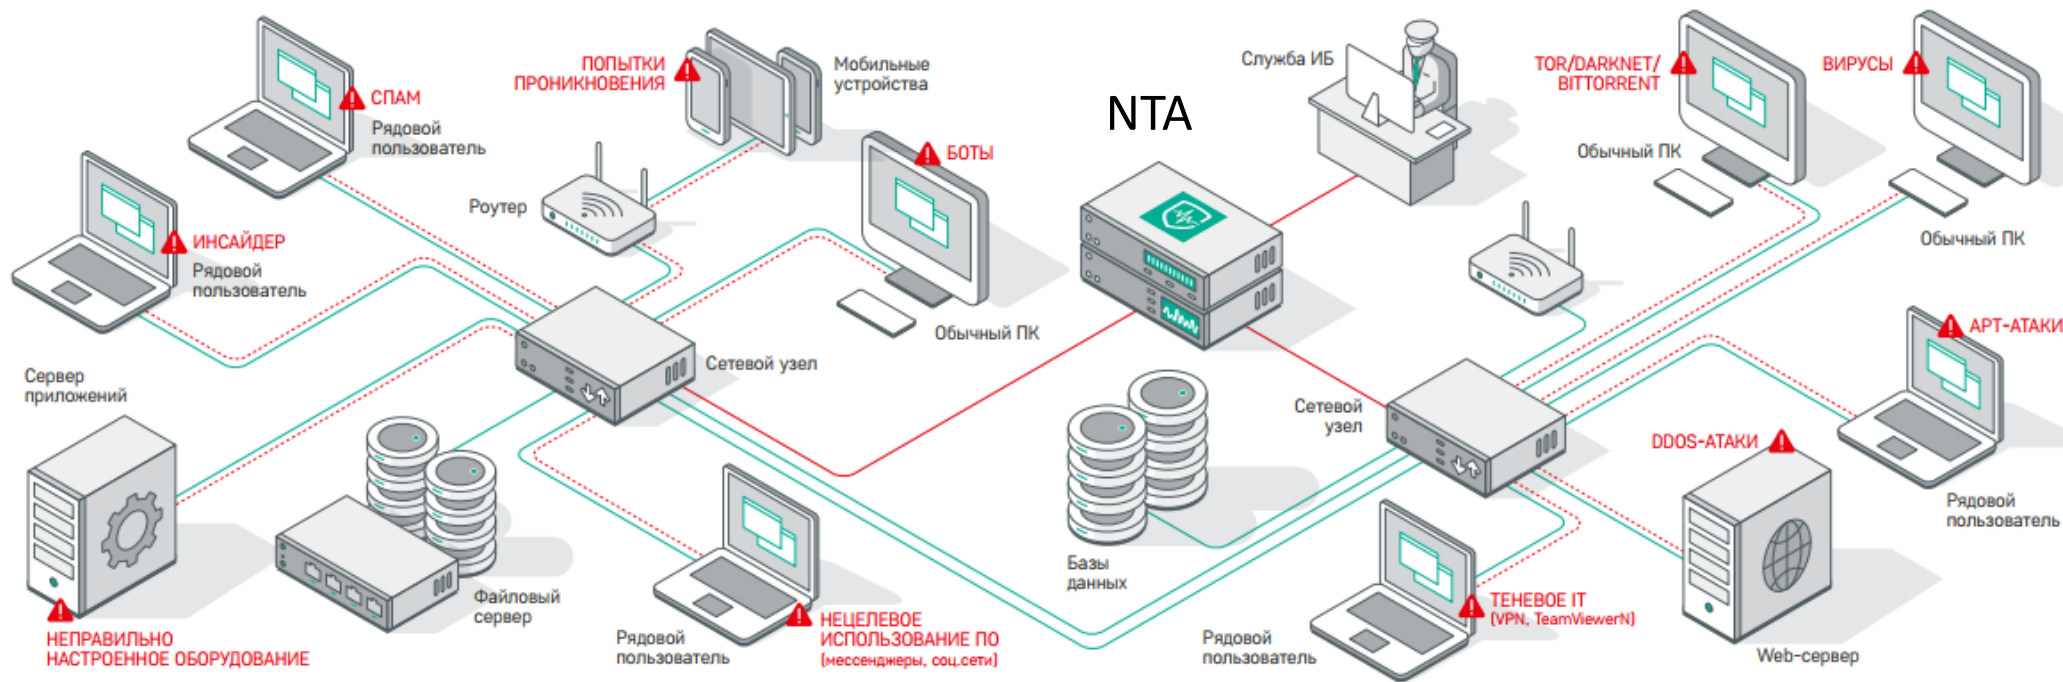 СПАМ
Рядовой
пользователь
ИНСАЙДЕР
Рядовой
пользователь
ПОПЫТКИ
ПРОНИКНОВЕНИЯ
Мобильные
устройства
Роутер
БОТЫ
Обычный ПК
NTA
Служба ИБ
TOR/DARKNET/
BITTORRENT
Обычный ПК
ВИРУСЫ
Обычный ПК
Сетевой узел
Сервер
приложений
НЕПРАВИЛЬНО
НАСТРОЕННОЕ ОБОРУДОВАНИЕ
Файловый
сервер
Рядовой
пользователь
НЕЦЕЛЕВОЕ
ИСПОЛЬЗОВАНИЕ ПО
(мессенджеры, соц.сети)
Базы
данных
Сетевой
узел
АРТ-АТАКИ
Рядовой
пользователь
DDOS-АТАКИ
Web-сервер
Рядовой
пользователь
ТЕНЕВОЕ IT
(VPN, TeamViewerN)